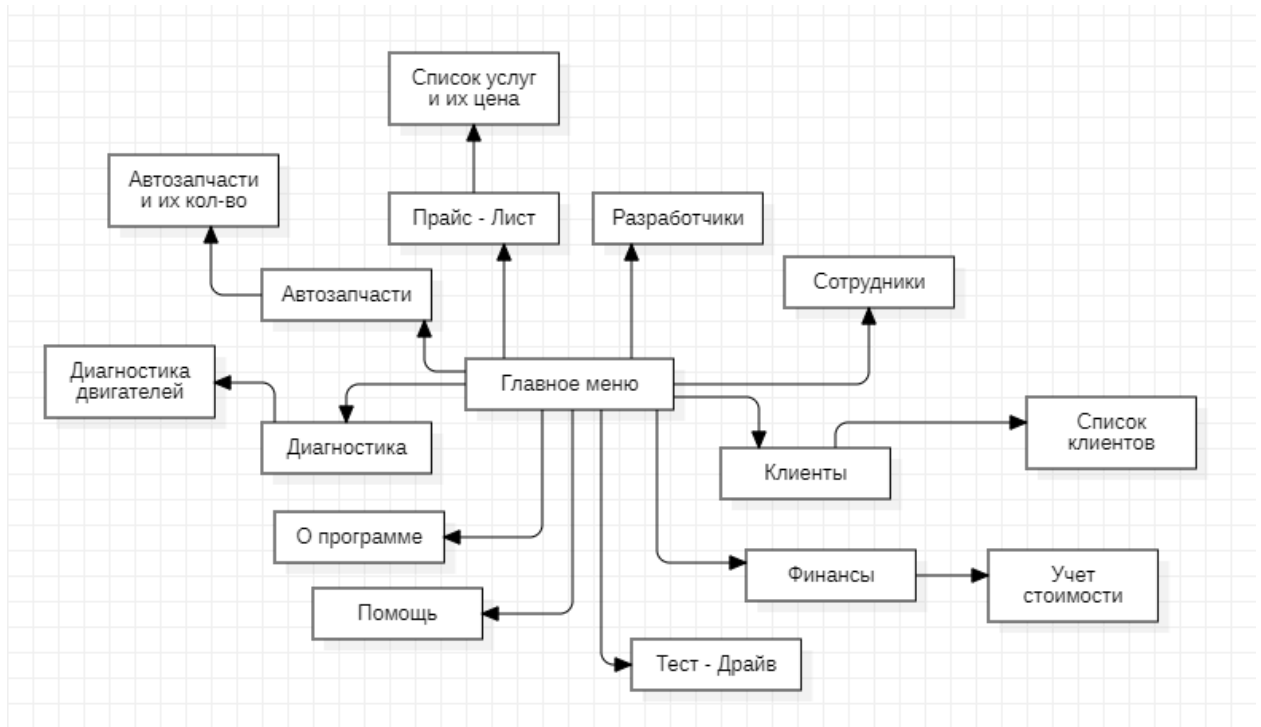 Список услуг
и их цена
Автозапчасти
и их кол-во
Прайс - Лист
Разработчики
Сотрудники
Автозапчасти
Диагностика
двигателей
Главное меню
Список
клиентов
Диагностика
Клиенты
О программе
Финансы
Учет
стоимости
Помощь
Тест - Драйв